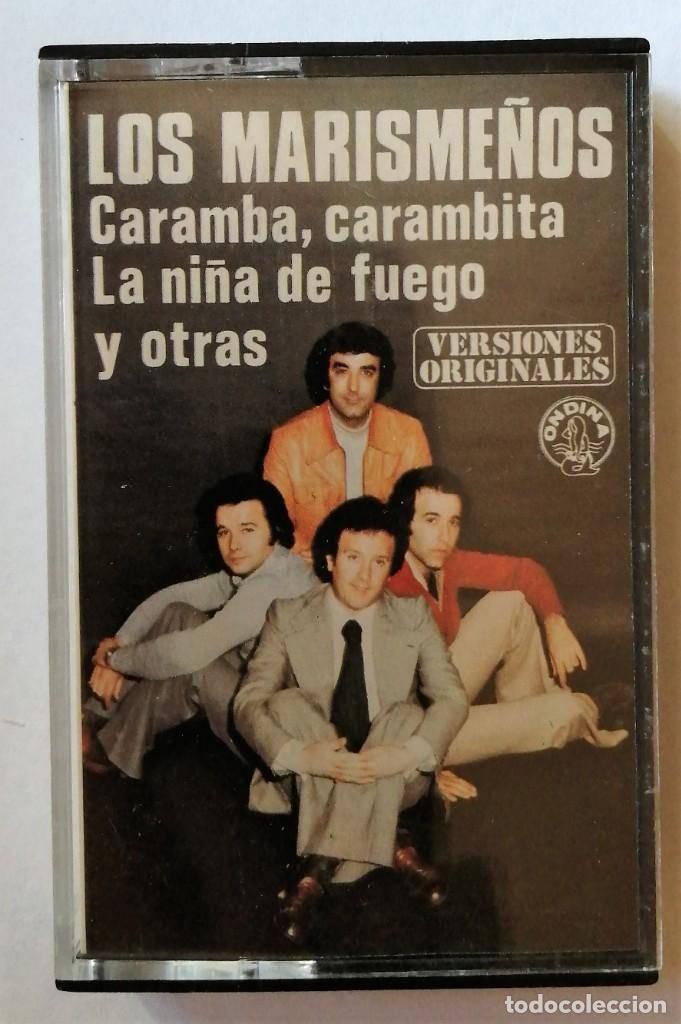 LOS MARISMEÑOS
Caramba, carambita
La niña de fuego
y otras
VERSIONES
ORIGINALES
ONDINA
todocoleccion